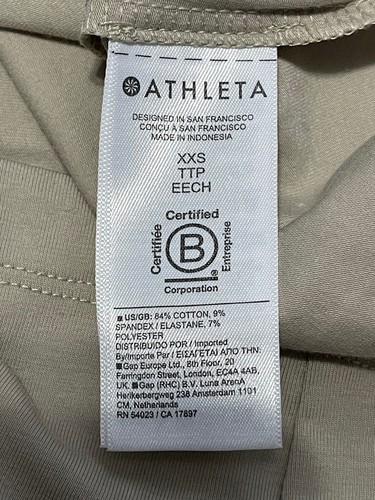 ATHLETA
DESIGNED IN SAN FRANCISCO
CONÇU À SAN FRANCISCO
MADE IN INDONESIA
XXS
TTP
EECH
Certified
Certifiée
B
Entreprise
Corporation
US/GB: 84% COTTON, 9%
SPANDEX / ELASTANE, 7%
POLYESTER
DISTRIBUIDO POR / Imported
By/Importe Par / ΕΙΣΑΓΕΤΑΙ ΑΠΟ ΤΗΝ:
Gap Europe Ltd., 6th Floor, 20
Farringdon Street, London, EC4A 4AB,
UK. Gap (RHC) B.V. Luna ArenA
Herikerbergweg 238 Amsterdam 1101
CM, Netherlands
RN 54023 / CA 17897